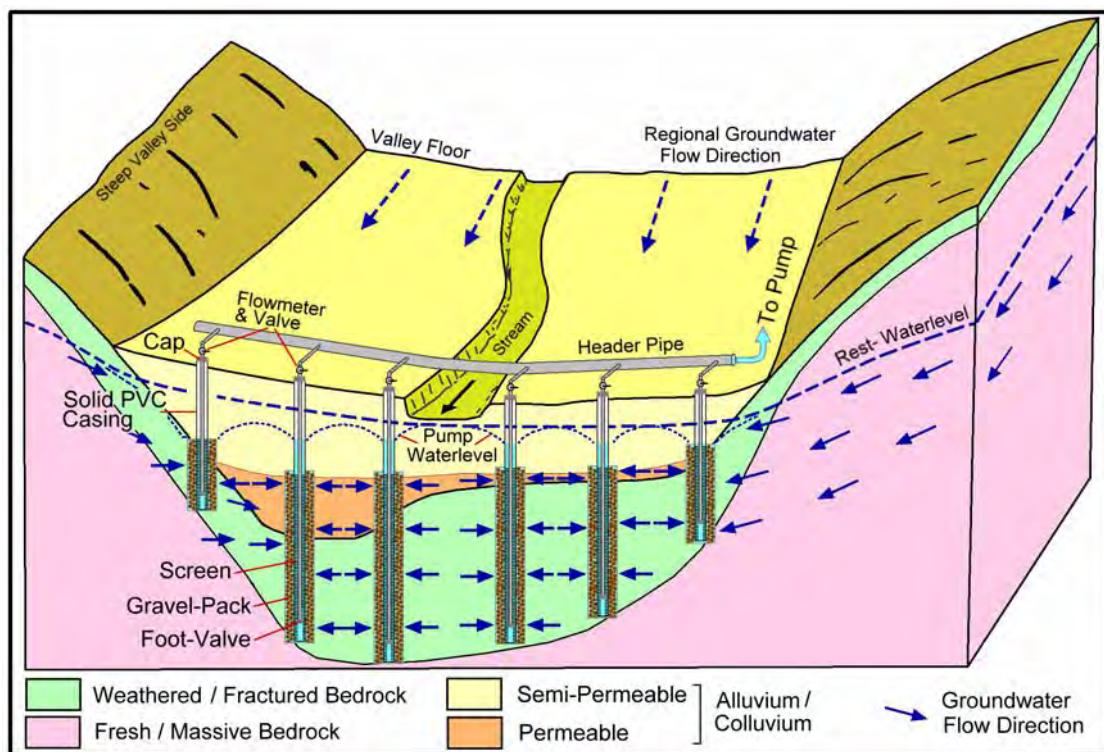 Steep Valley Side
Valley Floor
Regional Groundwater
Flow Direction
Flowmeter
& Valve
Cap
Stream
Header Pipe
To Pump
Rest- Waterlevel
Solid PVC
Casing
Pump
Waterlevel
Screen
Gravel-Pack
Foot-Valve
Weathered / Fractured Bedrock
Fresh / Massive Bedrock
Semi-Permeable
Permeable
Alluvium /
Colluvium
Groundwater
Flow Direction